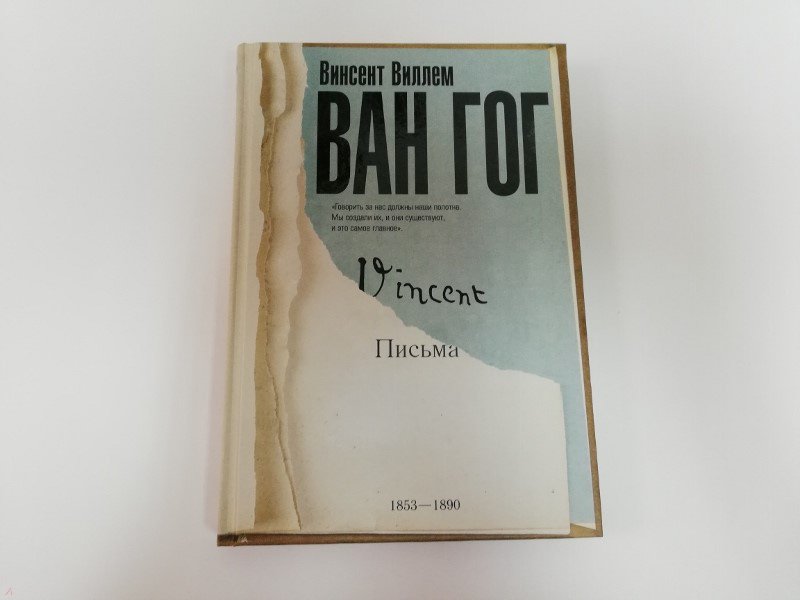 Винсент Виллем
ВАН ГОГ
«Говорить за нас должны наши полотна.
Мы создали их, и они существуют,
и это самое главное».
Vincent
Письма
1853—1890